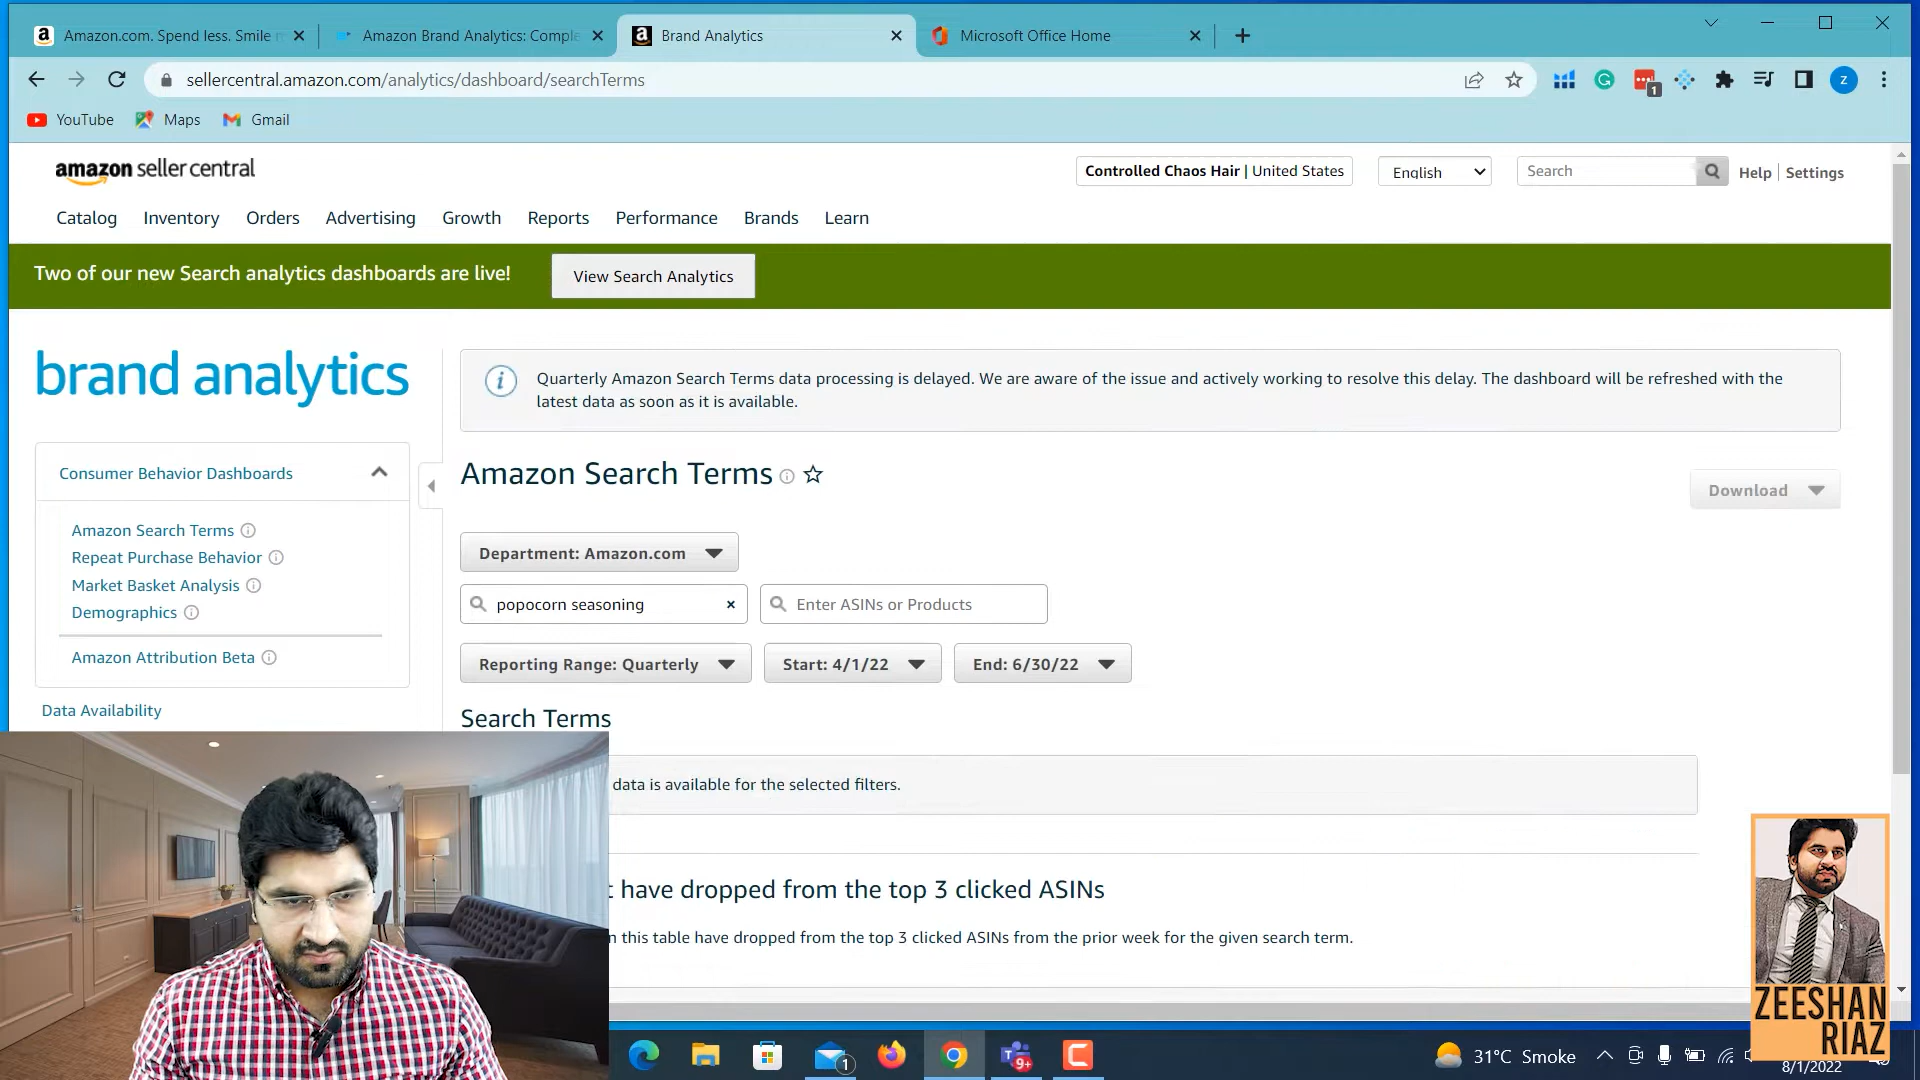 Amazon.com. Spend less. Smile
Amazon Brand Analytics: Comple
Brand Analytics
Microsoft Office Home
sellercentral.amazon.com/analytics/dashboard/searchTerms
1
z
YouTube
Maps
Gmail
amazon seller central
Controlled Chaos Hair | United States
English
Search
Help
Settings
Catalog
Inventory
Orders
Advertising
Growth
Reports
Performance
Brands
Learn
Two of our new Search analytics dashboards are live!
View Search Analytics
brand analytics
Quarterly Amazon Search Terms data processing is delayed. We are aware of the issue and actively working to resolve this delay. The dashboard will be refreshed with the
latest data as soon as it is available.
Consumer Behavior Dashboards
Amazon Search Terms
Repeat Purchase Behavior
Market Basket Analysis
Demographics
Amazon Attribution Beta
Data Availability
Amazon Search Terms
Download
Department: Amazon.com
popocorn seasoning
Enter ASINs or Products
Reporting Range: Quarterly
Start: 4/1/22
End: 6/30/22
Search Terms
data is available for the selected filters.
have dropped from the top 3 clicked ASINs
this table have dropped from the top 3 clicked ASINs from the prior week for the given search term.
ZEESHAN
RIAZ
1
9+
31°C Smoke
8/1/2022